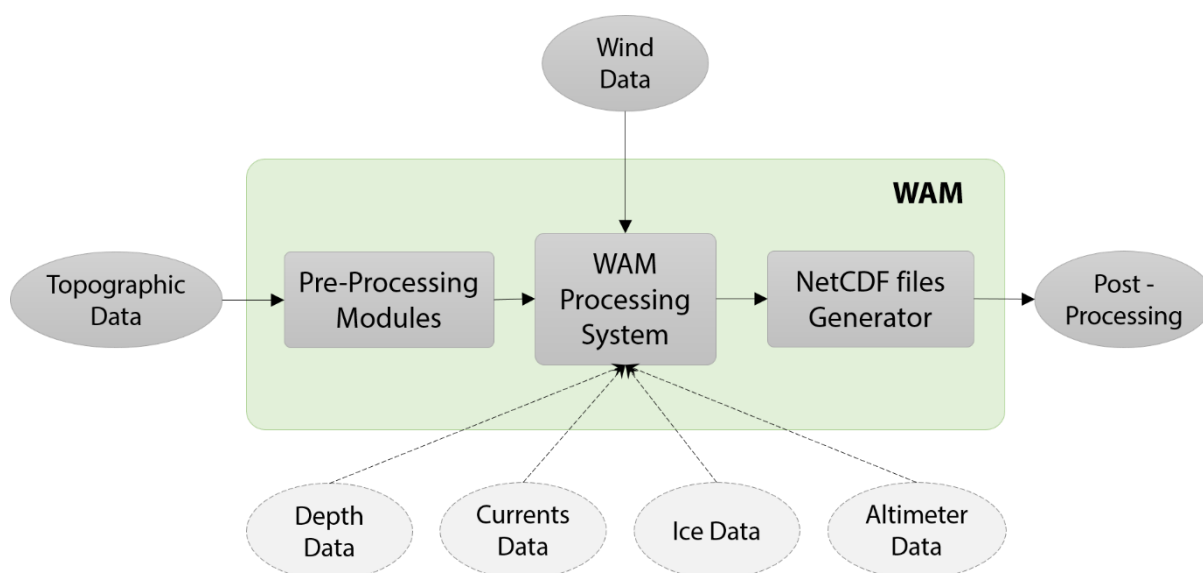 Wind
Data
WAM
Topographic
Data
Pre-Processing
Modules
WAM
Processing
System
NetCDF files
Generator
Post -
Processing
Depth
Data
Currents
Data
Ice Data
Altimeter
Data